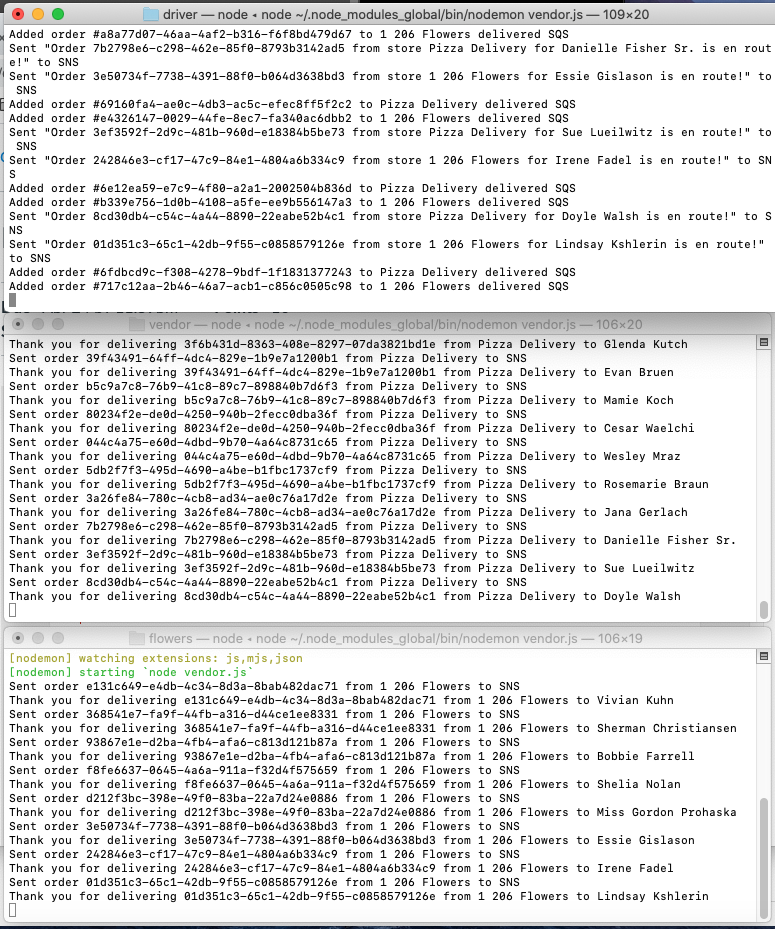 driver — node ◂ node ~/.node_modules_global/bin/nodemon vendor.js — 109×20
Added order #a8a77d07-46aa-4af2-b316-f6f8bd479d67 to 1 206 Flowers delivered SQS
Sent "Order 7b2798e6-c298-462e-85f0-8793b3142ad5 from store Pizza Delivery for Danielle Fisher Sr. is en rout
e!" to SNS
Sent "Order 3e50734f-7738-4391-88f0-b064d3638bd3 from store 1 206 Flowers for Essie Gislason is en route!" to
SNS
Added order #69160fa4-ae0c-4db3-ac5c-efec8ff5f2c2 to Pizza Delivery delivered SQS
Added order #e4326147-0029-44fe-8ec7-fa340ac6dbb2 to 1 206 Flowers delivered SQS
Sent "Order 3ef3592f-2d9c-481b-960d-e18384b5be73 from store Pizza Delivery for Sue Lueilwitz is en route!" to
SNS
Sent "Order 242846e3-cf17-47c9-84e1-4804a6b334c9 from store 1 206 Flowers for Irene Fadel is en route!" to SN
S
Added order #6e12ea59-e7c9-4f80-a2a1-2002504b836d to Pizza Delivery delivered SQS
Added order #b339e756-1d0b-4108-a5fe-ee9b556147a3 to 1 206 Flowers delivered SQS
Sent "Order 8cd30db4-c54c-4a44-8890-22eabe52b4c1 from store Pizza Delivery for Doyle Walsh is en route!" to S
NS
Sent "Order 01d351c3-65c1-42db-9f55-c0858579126e from store 1 206 Flowers for Lindsay Kshlerin is en route!"
to SNS
Added order #6fdbcd9c-f308-4278-9bdf-1f1831377243 to Pizza Delivery delivered SQS
Added order #717c12aa-2b46-46a7-acb1-c856c0505c98 to 1 206 Flowers delivered SQS
vendor — node ◂ node ~/.node_modules_global/bin/nodemon vendor.js — 106×20
Thank you for delivering 3f6b431d-8363-408e-8297-07da3821bd1e from Pizza Delivery to Glenda Kutch
Sent order 39f43491-64ff-4dc4-829e-1b9e7a1200b1 from Pizza Delivery to SNS
Thank you for delivering 39f43491-64ff-4dc4-829e-1b9e7a1200b1 from Pizza Delivery to Evan Bruen
Sent order b5c9a7c8-76b9-41c8-89c7-898840b7d6f3 from Pizza Delivery to SNS
Thank you for delivering b5c9a7c8-76b9-41c8-89c7-898840b7d6f3 from Pizza Delivery to Mamie Koch
Sent order 80234f2e-de0d-4250-940b-2fecc0dba36f from Pizza Delivery to SNS
Thank you for delivering 80234f2e-de0d-4250-940b-2fecc0dba36f from Pizza Delivery to Cesar Waelchi
Sent order 044c4a75-e60d-4dbd-9b70-4a64c8731c65 from Pizza Delivery to SNS
Thank you for delivering 044c4a75-e60d-4dbd-9b70-4a64c8731c65 from Pizza Delivery to Wesley Mraz
Sent order 5db2f7f3-495d-4690-a4be-b1fbc1737cf9 from Pizza Delivery to SNS
Thank you for delivering 5db2f7f3-495d-4690-a4be-b1fbc1737cf9 from Pizza Delivery to Rosemarie Braun
Sent order 3a26fe84-780c-4cb8-ad34-ae0c76a17d2e from Pizza Delivery to SNS
Thank you for delivering 3a26fe84-780c-4cb8-ad34-ae0c76a17d2e from Pizza Delivery to Jana Gerlach
Sent order 7b2798e6-c298-462e-85f0-8793b3142ad5 from Pizza Delivery to SNS
Thank you for delivering 7b2798e6-c298-462e-85f0-8793b3142ad5 from Pizza Delivery to Danielle Fisher Sr.
Sent order 3ef3592f-2d9c-481b-960d-e18384b5be73 from Pizza Delivery to SNS
Thank you for delivering 3ef3592f-2d9c-481b-960d-e18384b5be73 from Pizza Delivery to Sue Lueilwitz
Sent order 8cd30db4-c54c-4a44-8890-22eabe52b4c1 from Pizza Delivery to SNS
Thank you for delivering 8cd30db4-c54c-4a44-8890-22eabe52b4c1 from Pizza Delivery to Doyle Walsh
flowers — node ◂ node ~/.node_modules_global/bin/nodemon vendor.js — 106×19
[nodemon] watching extensions: js,mjs,json
[nodemon] starting `node vendor.js`
Sent order e131c649-e4db-4c34-8d3a-8bab482dac71 from 1 206 Flowers to SNS
Thank you for delivering e131c649-e4db-4c34-8d3a-8bab482dac71 from 1 206 Flowers to Vivian Kuhn
Sent order 368541e7-fa9f-44fb-a316-d44ce1ee8331 from 1 206 Flowers to SNS
Thank you for delivering 368541e7-fa9f-44fb-a316-d44ce1ee8331 from 1 206 Flowers to Sherman Christiansen
Sent order 93867e1e-d2ba-4fb4-afa6-c813d121b87a from 1 206 Flowers to SNS
Thank you for delivering 93867e1e-d2ba-4fb4-afa6-c813d121b87a from 1 206 Flowers to Bobbie Farrell
Sent order f8fe6637-0645-4a6a-911a-f32d4f575659 from 1 206 Flowers to SNS
Thank you for delivering f8fe6637-0645-4a6a-911a-f32d4f575659 from 1 206 Flowers to Shelia Nolan
Sent order d212f3bc-398e-49f0-83ba-22a7d24e0886 from 1 206 Flowers to SNS
Thank you for delivering d212f3bc-398e-49f0-83ba-22a7d24e0886 from 1 206 Flowers to Miss Gordon Prohaska
Sent order 3e50734f-7738-4391-88f0-b064d3638bd3 from 1 206 Flowers to SNS
Thank you for delivering 3e50734f-7738-4391-88f0-b064d3638bd3 from 1 206 Flowers to Essie Gislason
Sent order 242846e3-cf17-47c9-84e1-4804a6b334c9 from 1 206 Flowers to SNS
Thank you for delivering 242846e3-cf17-47c9-84e1-4804a6b334c9 from 1 206 Flowers to Irene Fadel
Sent order 01d351c3-65c1-42db-9f55-c0858579126e from 1 206 Flowers to SNS
Thank you for delivering 01d351c3-65c1-42db-9f55-c0858579126e from 1 206 Flowers to Lindsay Kshlerin